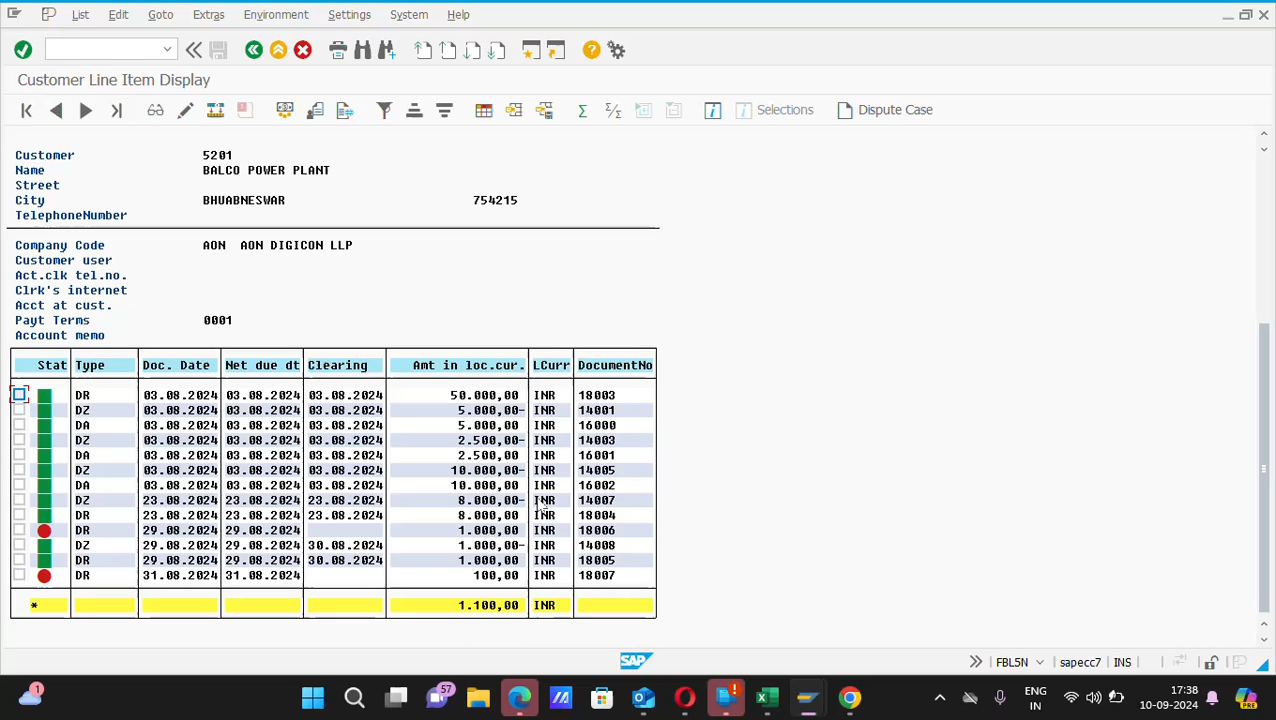 List Edit Goto Extras Environment Settings System Help
Customer Line Item Display
Selections Dispute Case
Customer 5201
Name BALCO POWER PLANT
Street
City BHUABNESWAR 754215
TelephoneNumber
Company Code AON AON DIGICON LLP
Customer user
Act.clk tel.no.
Clrk's internet
Acct at cust.
Payt Terms 0001
Account memo
Stat Type Doc. Date Net due dt Clearing Amt in loc.cur. LCurr DocumentNo
DR 03.08.2024 03.08.2024 03.08.2024 50.000,00 INR 18003
DZ 03.08.2024 03.08.2024 03.08.2024 5.000,00- INR 14001
DA 03.08.2024 03.08.2024 03.08.2024 5.000,00 INR 16000
DZ 03.08.2024 03.08.2024 03.08.2024 2.500,00- INR 14003
DA 03.08.2024 03.08.2024 03.08.2024 2.500,00 INR 16001
DZ 03.08.2024 03.08.2024 03.08.2024 10.000,00- INR 14005
DA 03.08.2024 03.08.2024 03.08.2024 10.000,00 INR 16002
DZ 23.08.2024 23.08.2024 23.08.2024 8.000,00- INR 14007
DR 23.08.2024 23.08.2024 23.08.2024 8.000,00 INR 18004
DR 29.08.2024 29.08.2024 1.000,00 INR 18006
DZ 29.08.2024 29.08.2024 30.08.2024 1.000,00- INR 14008
DR 29.08.2024 29.08.2024 30.08.2024 1.000,00 INR 18005
DR 31.08.2024 31.08.2024 100,00 INR 18007
* 1.100,00 INR
SAP FBL5N sapecc7 INS
1 57 ENG 17:38 PRE
IN 10-09-2024